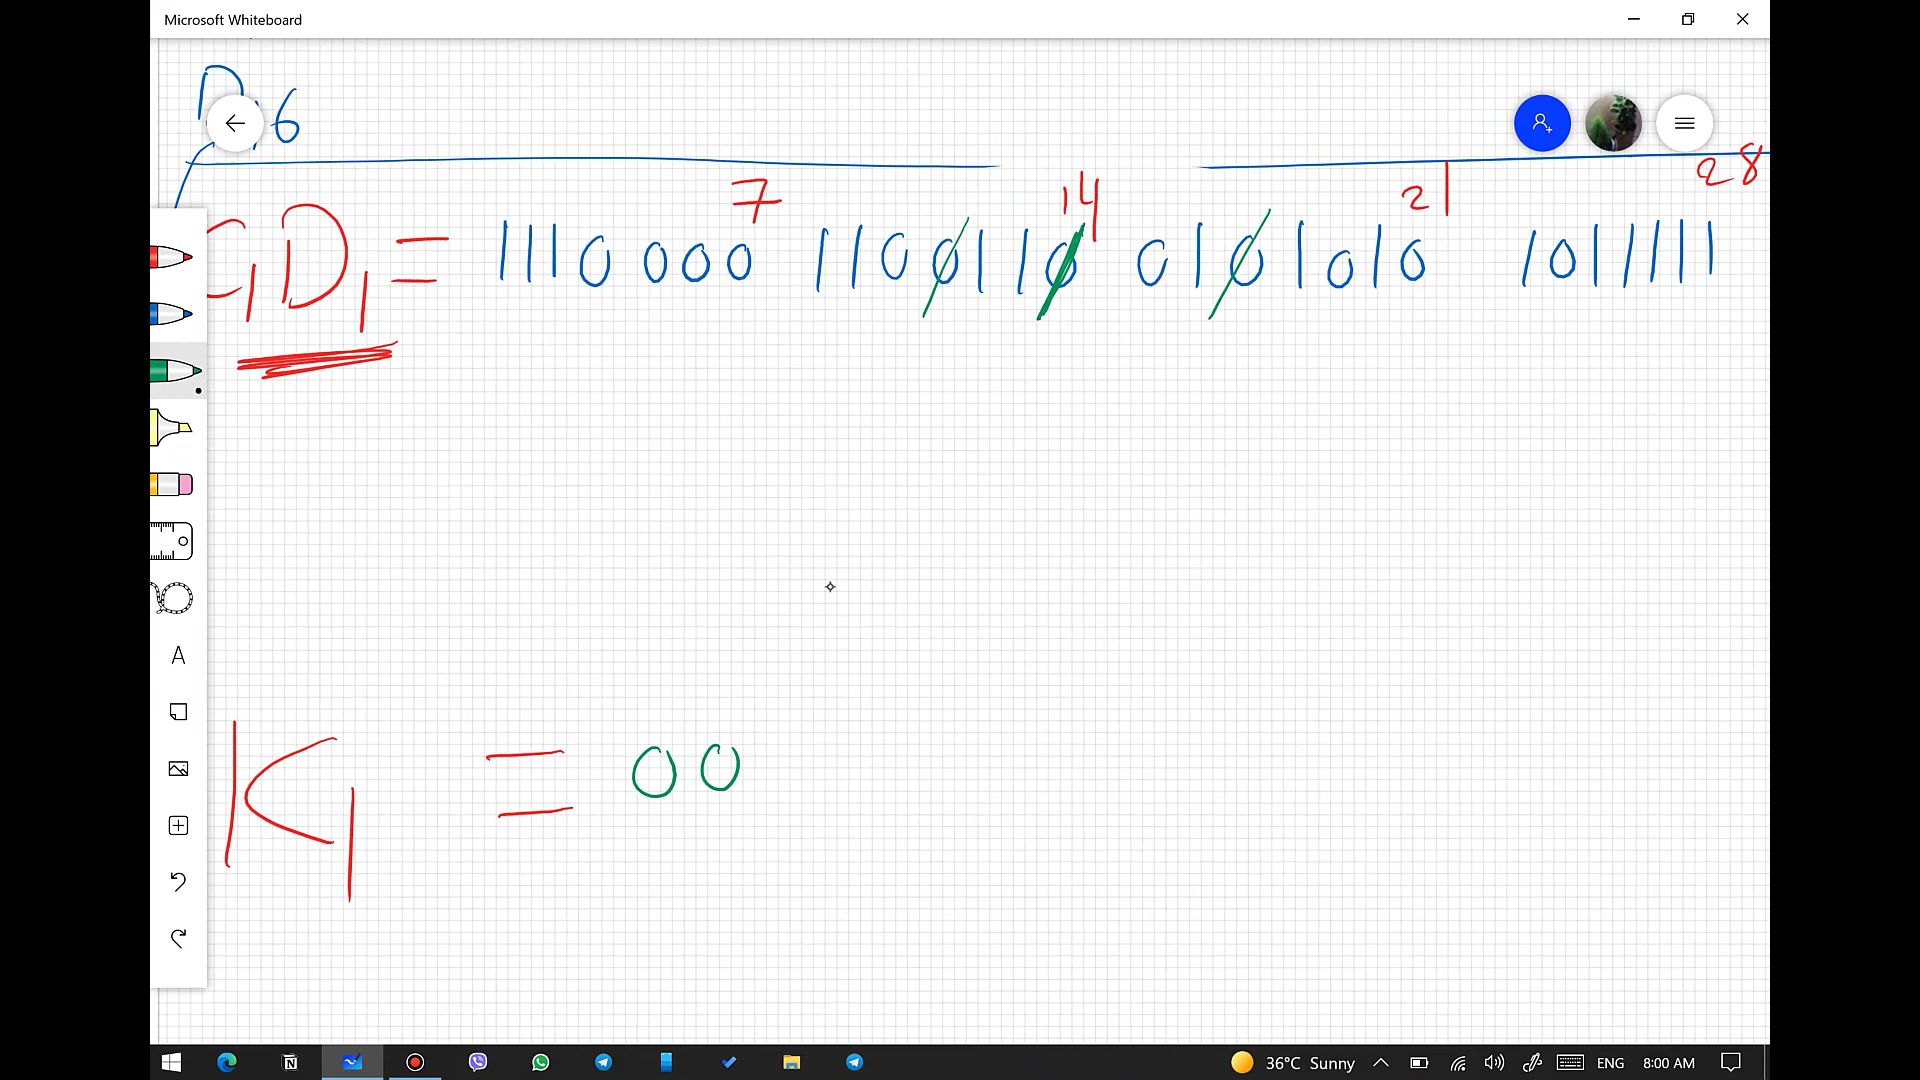 Microsoft Whiteboard
6
7 14 21 28
C1D1 = 1110000 1100110 0101010 1011111
A
K1 = 00
36°C Sunny ENG 8:00 AM